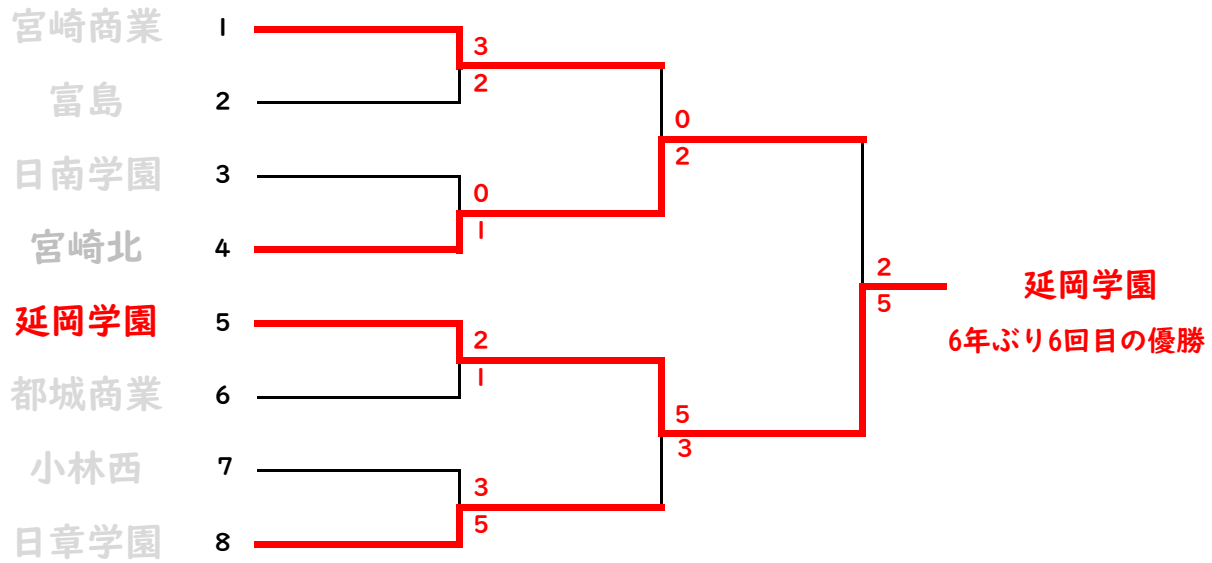 宮崎商業 1
3
2
富島 2
0
2
日南学園 3
0
1
宮崎北 4
2
5
延岡学園
6年ぶり6回目の優勝
延岡学園 5
2
1
都城商業 6
5
3
小林西 7
3
5
日章学園 8